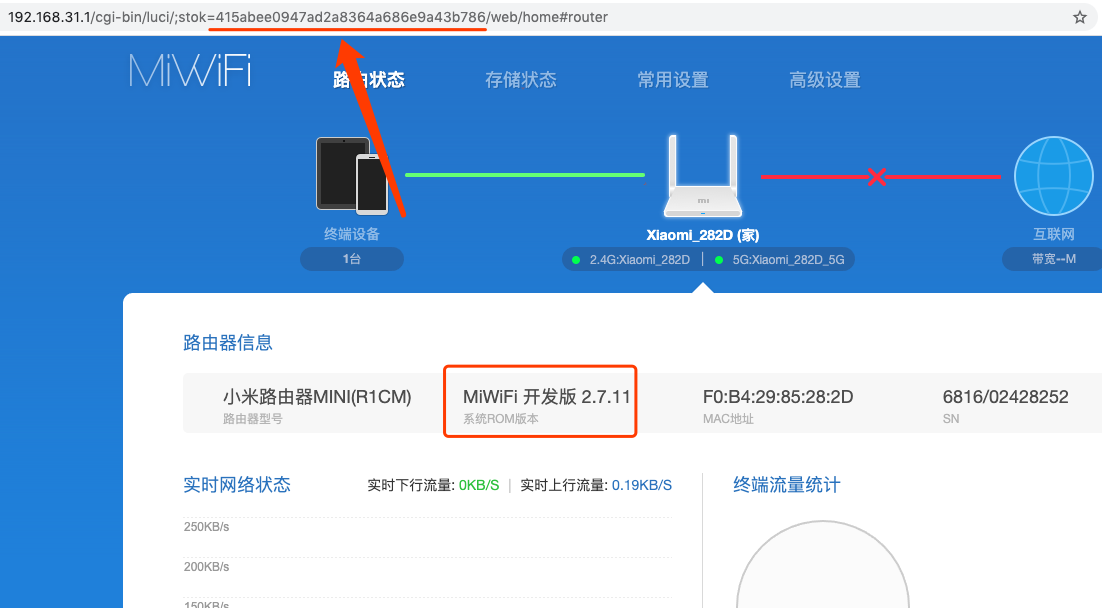 192.168.31.1/cgi-bin/luci/;stok=415abee0947ad2a8364a686e9a43b786/web/home#router
MiWiFi
路由状态 存储状态 常用设置 高级设置
mi
终端设备 Xiaomi_282D (家) 互联网
1台 2.4G:Xiaomi_282D | 5G:Xiaomi_282D_5G 带宽--M
路由器信息
小米路由器MINI(R1CM) MiWiFi 开发版 2.7.11 F0:B4:29:85:28:2D 6816/02428252
路由器型号 系统ROM版本 MAC地址 SN
实时网络状态 实时下行流量: 0KB/S | 实时上行流量: 0.19KB/S 终端流量统计
250KB/s
200KB/s
150KB/s